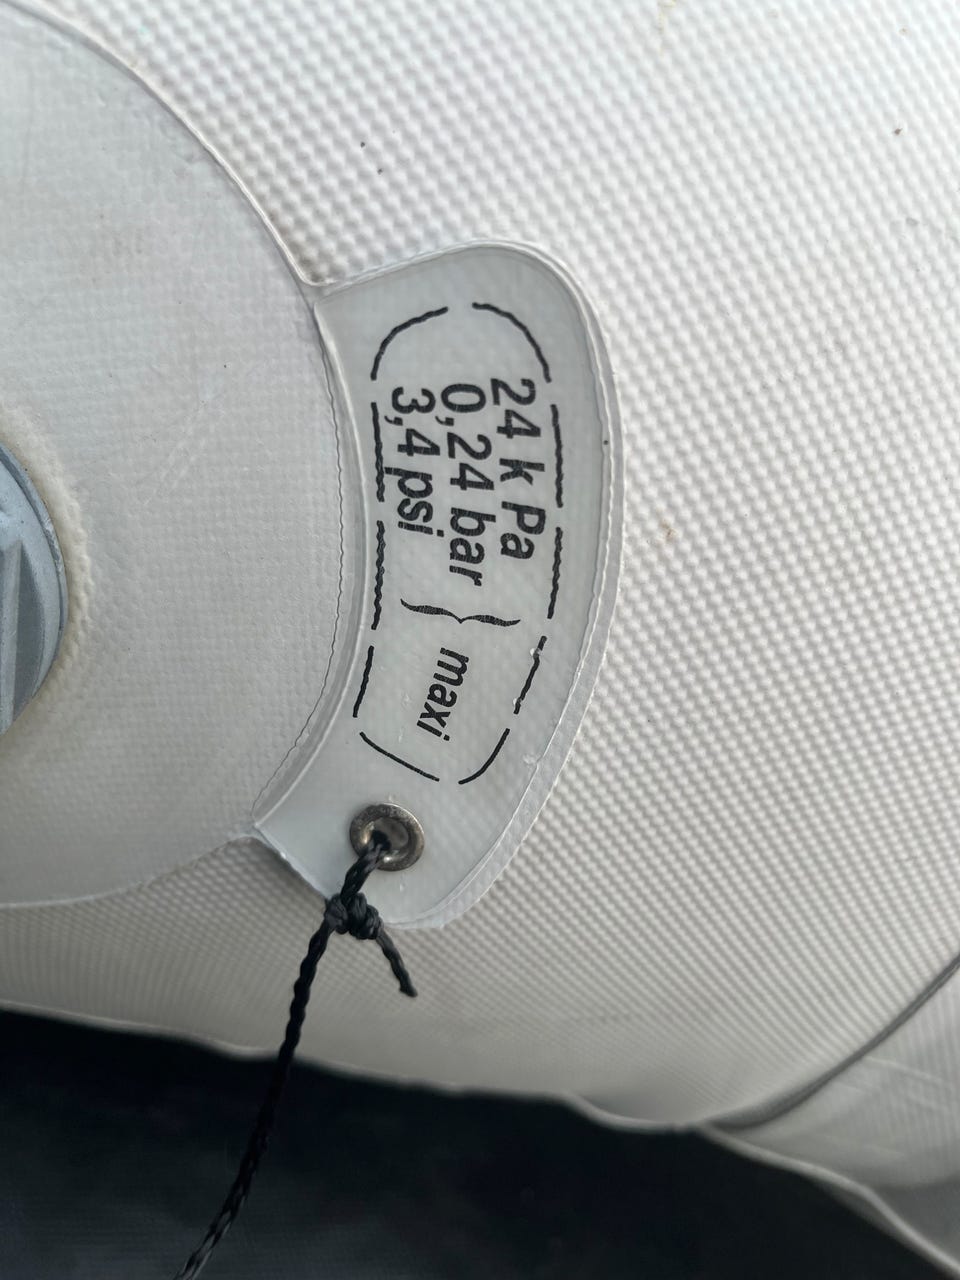 24 k Pa
0,24 bar
3,4 psi
} maxi